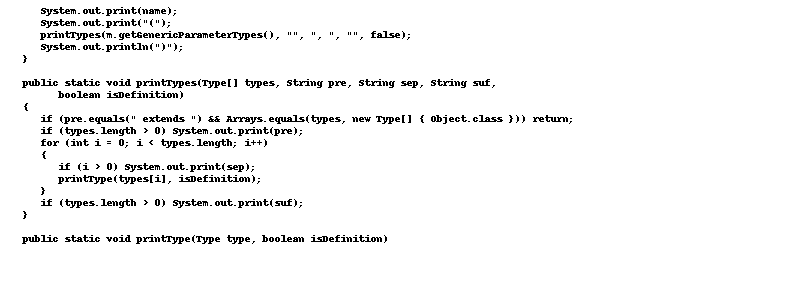 System.out.print(name);
System.out.print("(");
printTypes(m.getGenericParameterTypes(), "", ", ", "", false);
System.out.println(")");
}
public static void printTypes(Type[] types, String pre, String sep, String suf,
boolean isDefinition)
{
if (pre.equals(" extends ") && Arrays.equals(types, new Type[] { Object.class })) return;
if (types.length > 0) System.out.print(pre);
for (int i = 0; i < types.length; i++)
{
if (i > 0) System.out.print(sep);
printType(types[i], isDefinition);
}
if (types.length > 0) System.out.print(suf);
}
public static void printType(Type type, boolean isDefinition)